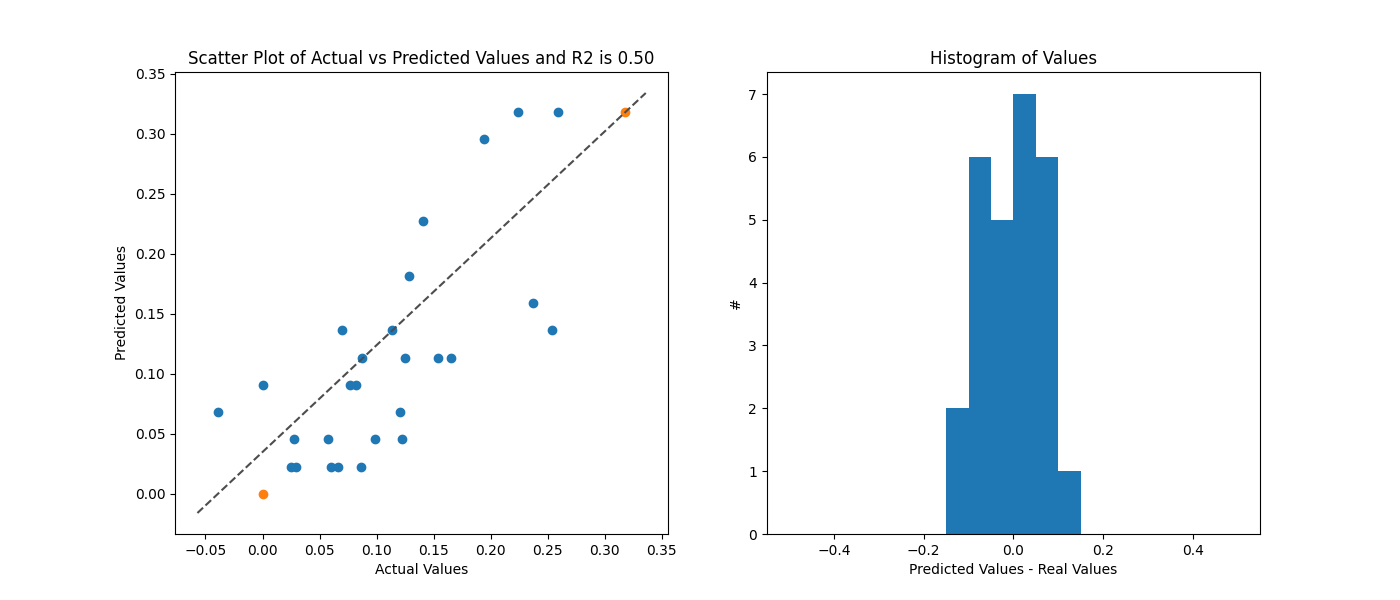 Scatter Plot of Actual vs Predicted Values and R2 is 0.50
0.35
0.30
0.25
0.20
0.15
0.10
0.05
0.00
Predicted Values
−0.05 0.00 0.05 0.10 0.15 0.20 0.25 0.30 0.35
Actual Values
Histogram of Values
7
6
5
4
3
2
1
0
#
−0.4 −0.2 0.0 0.2 0.4
Predicted Values - Real Values